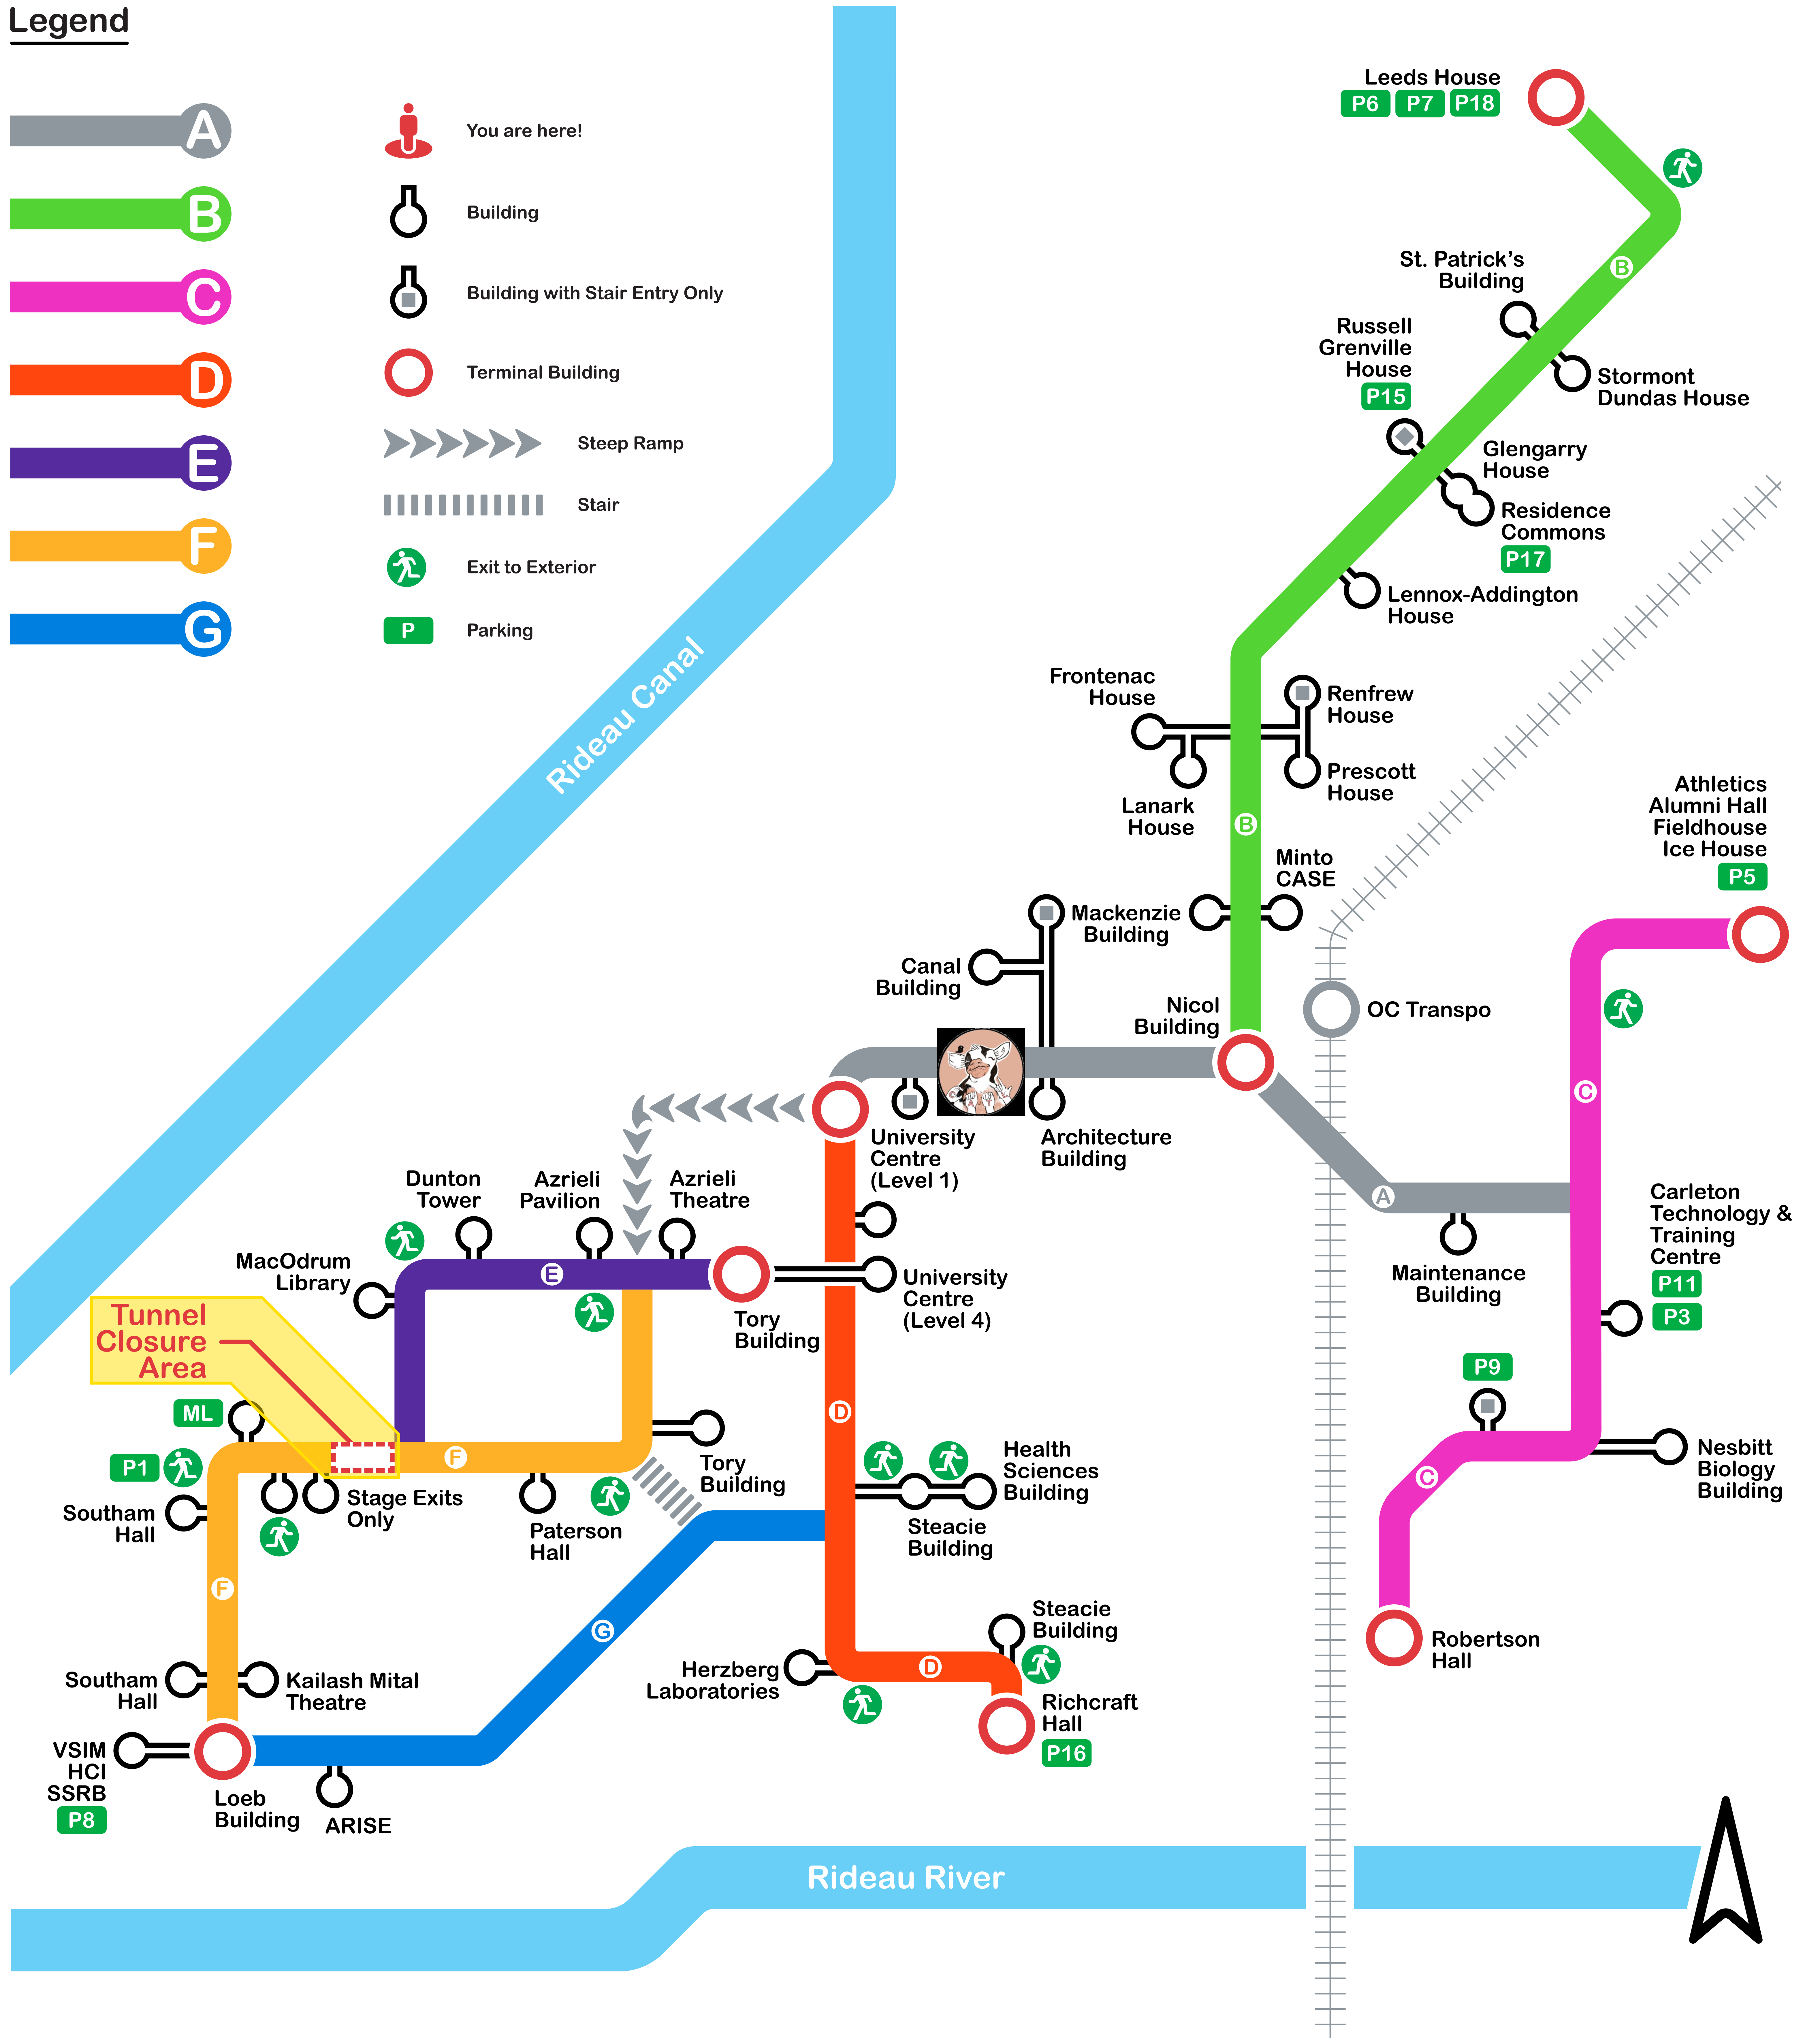 Legend
A
B
C
D
E
F
G
You are here!
Building
Building with Stair Entry Only
Terminal Building
Steep Ramp
Stair
Exit to Exterior
P
Parking
Rideau Canal
Leeds House
P6 P7 P18
B
St. Patrick's
Building
Stormont
Dundas House
Russell
Grenville
House
P15
Glengarry
House
Residence
Commons
P17
Lennox-Addington
House
Frontenac
House
Renfrew
House
Lanark
House
Prescott
House
B
Minto
CASE
Mackenzie
Building
Canal
Building
Nicol
Building
OC Transpo
Athletics
Alumni Hall
Fieldhouse
Ice House
P5
C
University
Centre
(Level 1)
Architecture
Building
A
Maintenance
Building
Carleton
Technology &
Training
Centre
P11
P3
P9
C
Nesbitt
Biology
Building
Robertson
Hall
Dunton
Tower
Azrieli
Pavilion
Azrieli
Theatre
MacOdrum
Library
E
Tory
Building
University
Centre
(Level 4)
Tunnel
Closure
Area
ML
P1
F
Southam
Hall
Stage Exits
Only
Paterson
Hall
Tory
Building
D
Health
Sciences
Building
Steacie
Building
F
G
Southam
Hall
Kailash Mital
Theatre
Herzberg
Laboratories
D
Steacie
Building
Richcraft
Hall
P16
VSIM
HCI
SSRB
P8
Loeb
Building
ARISE
Rideau River